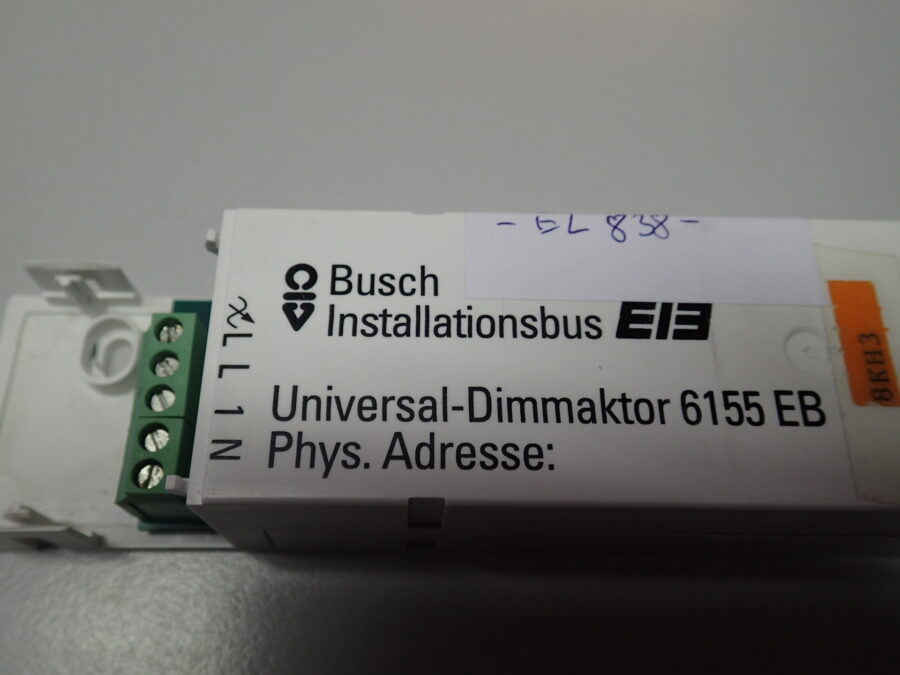 - EL 838 -
Busch
Installationsbus EIB
Universal-Dimmaktor 6155 EB
Phys. Adresse:
L
L
1
N
8KH3